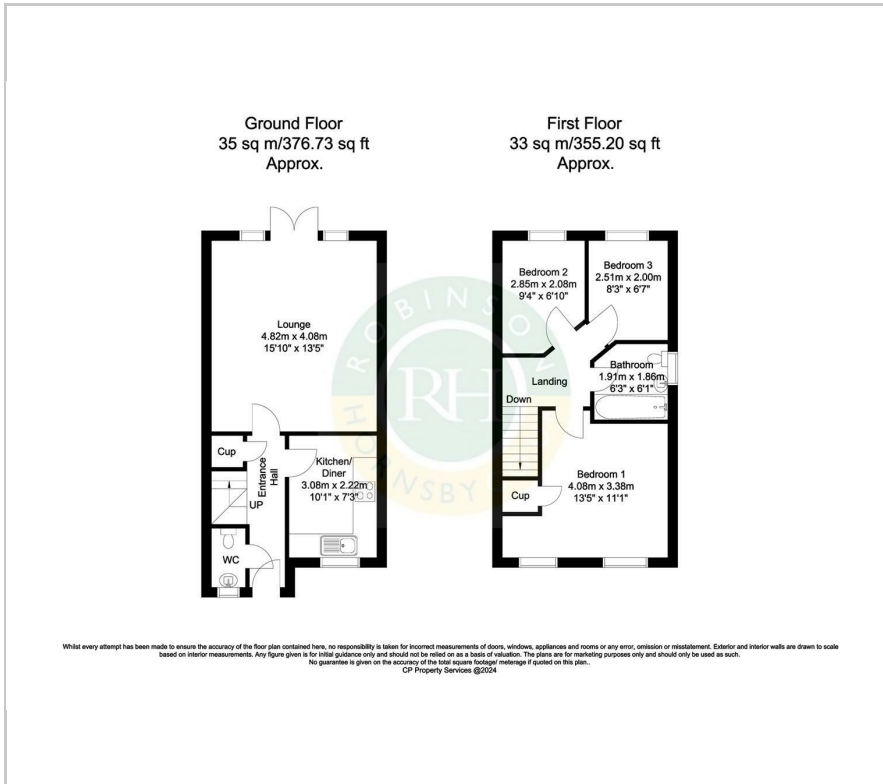 Ground Floor
35 sq m/376.73 sq ft
Approx.
First Floor
33 sq m/355.20 sq ft
Approx.
Lounge
4.82m x 4.08m
15'10" x 13'5"
Cup
Entrance
Hall
UP
WC
Kitchen/
Diner
3.08m x 2.22m
10'1" x 7'3"
Bedroom 2
2.85m x 2.08m
9'4" x 6'10"
Bedroom 3
2.51m x 2.00m
8'3" x 6'7"
Bathroom
1.91m x 1.86m
6'3" x 6'1"
Landing
Down
Cup
Bedroom 1
4.08m x 3.38m
13'5" x 11'1"
ROBINSON
RH
HORNSBY
Whilst every attempt has been made to ensure the accuracy of the floor plan contained here, no responsibility is taken for incorrect measurements of doors, windows, appliances and rooms or any error, omission or misstatement. Exterior and interior walls are drawn to scale
based on interior measurements. Any figure given is for initial guidance only and should not be relied on as a basis of valuation. The plans are for marketing purposes only and should only be used as such.
No guarantee is given on the accuracy of the total square footage/ meterage if quoted on this plan..
CP Property Services @2024